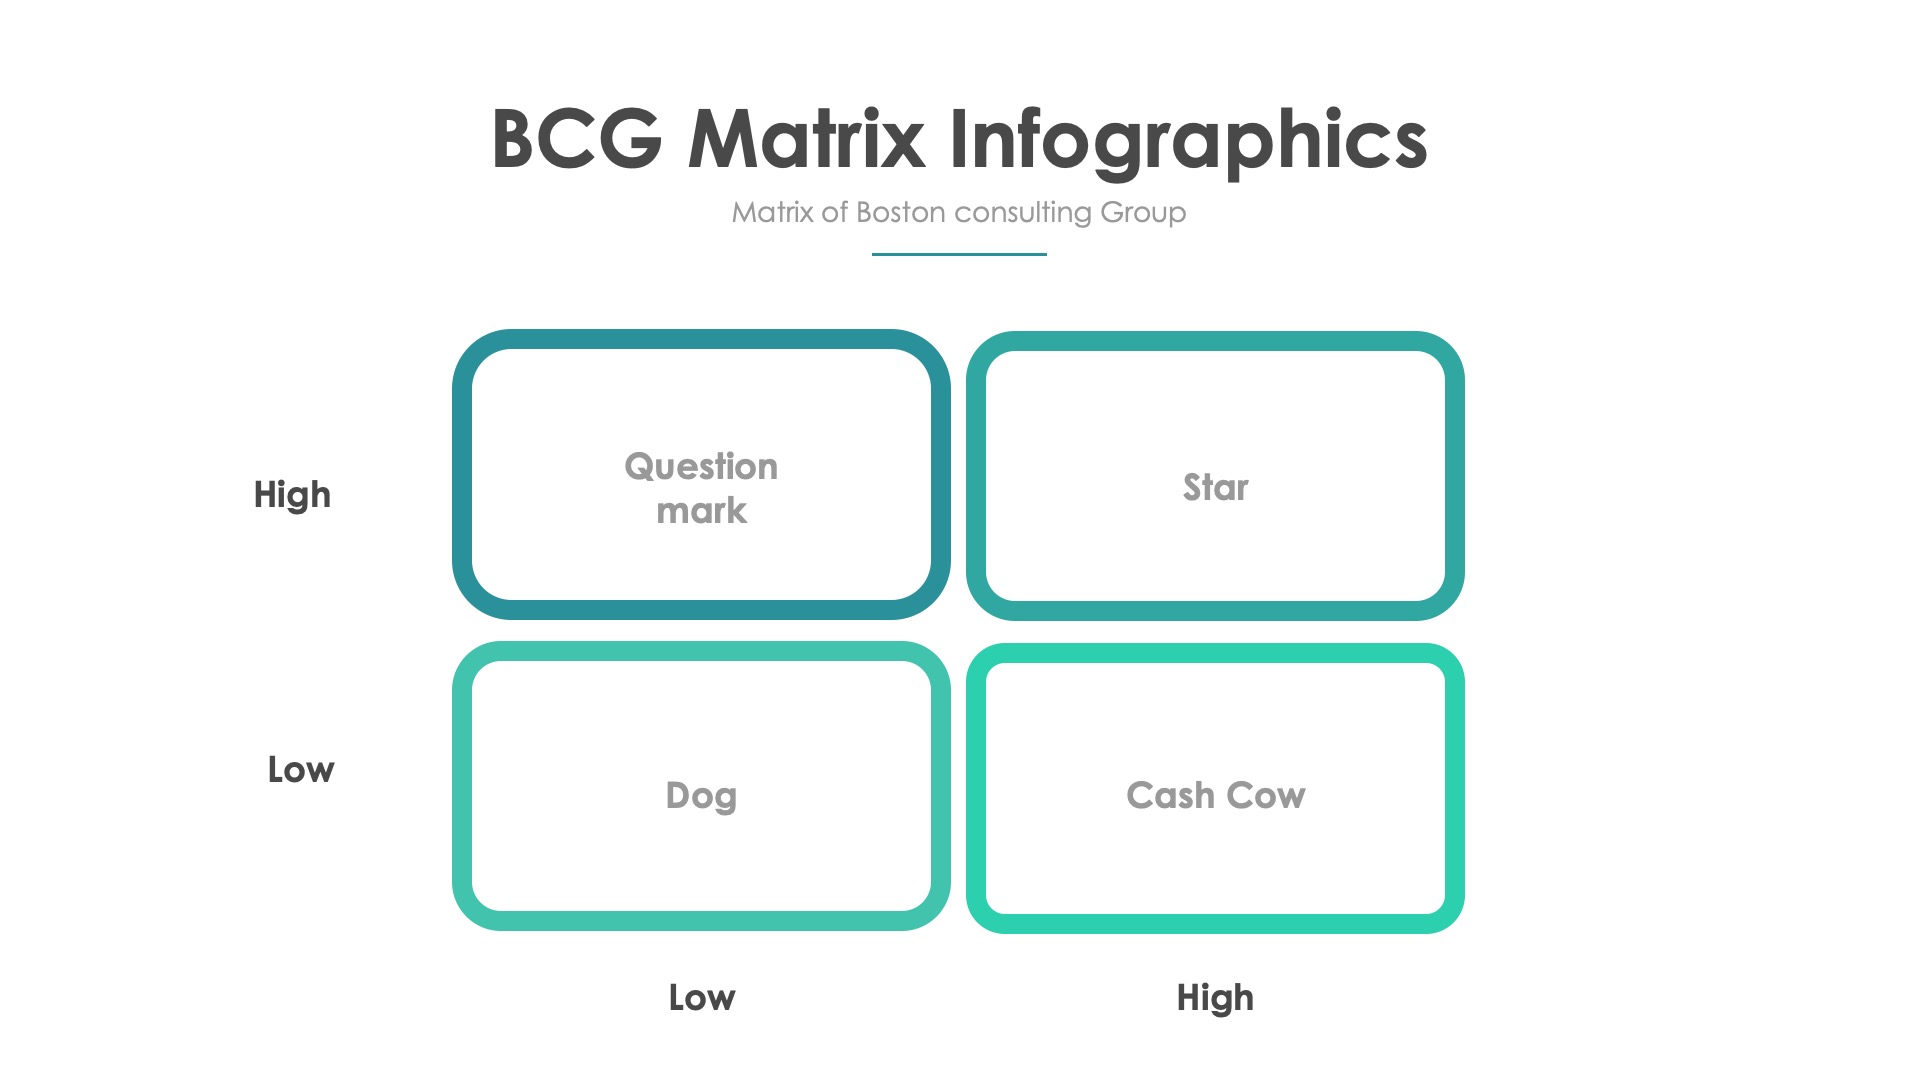 BCG Matrix Infographics
Matrix of Boston consulting Group
Question
mark
Star
High
Low
Dog
Cash Cow
Low
High